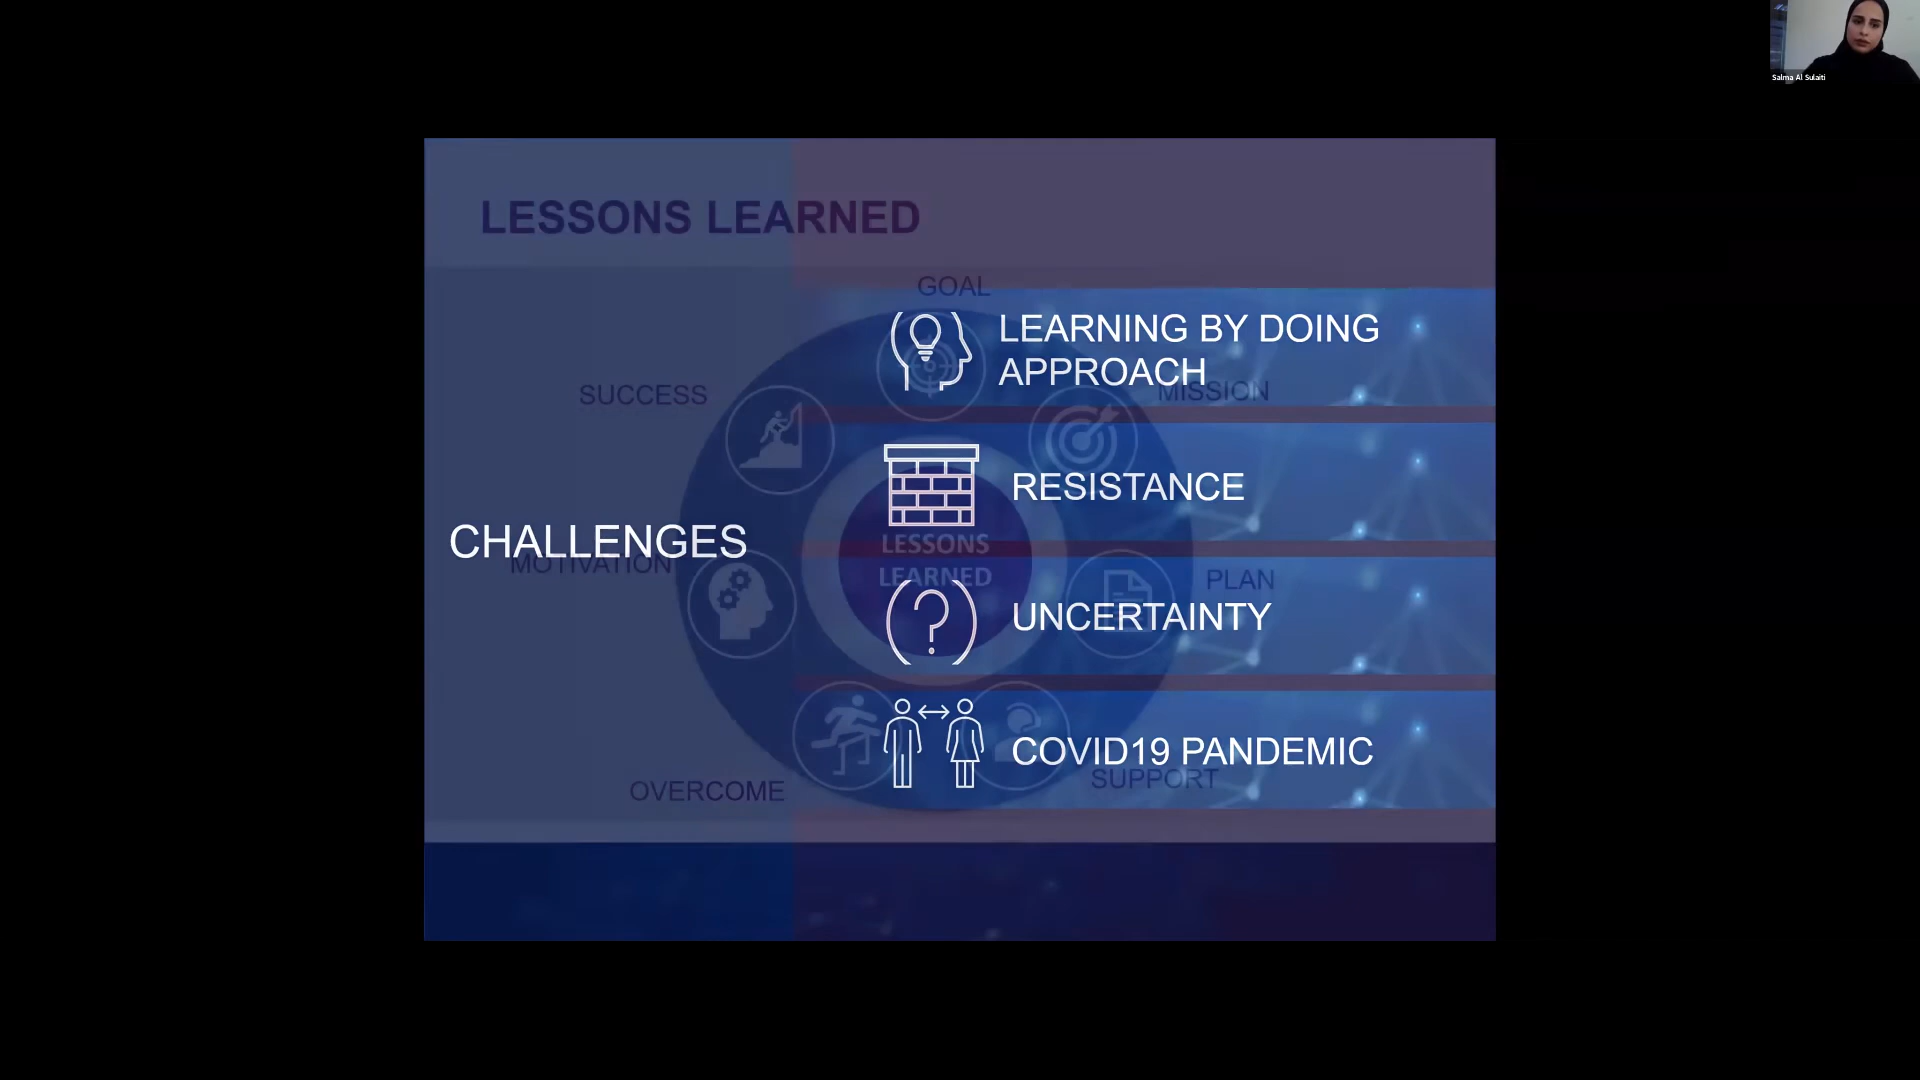 Salma Al Sulaiti
LESSONS LEARNED
GOAL
LEARNING BY DOING
APPROACH
SUCCESS
MISSION
RESISTANCE
CHALLENGES
LESSONS
LEARNED
MOTIVATION
PLAN
UNCERTAINTY
COVID19 PANDEMIC
SUPPORT
OVERCOME